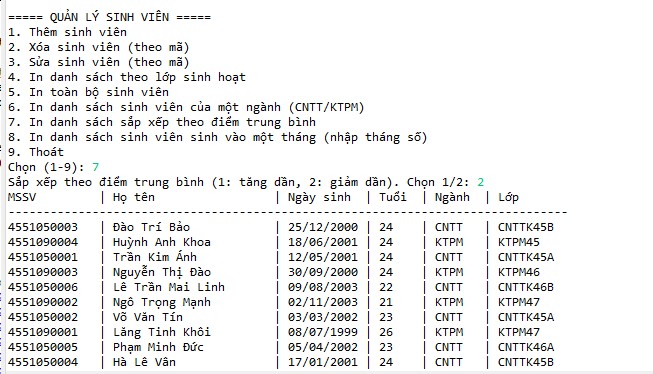 ===== QUẢN LÝ SINH VIÊN =====
1. Thêm sinh viên
2. Xóa sinh viên (theo mã)
3. Sửa sinh viên (theo mã)
4. In danh sách theo lớp sinh hoạt
5. In toàn bộ sinh viên
6. In danh sách sinh viên của một ngành (CNTT/KTPM)
7. In danh sách sắp xếp theo điểm trung bình
8. In danh sách sinh viên sinh vào một tháng (nhập tháng số)
9. Thoát
Chọn (1-9): 7
Sắp xếp theo điểm trung bình (1: tăng dần, 2: giảm dần). Chọn 1/2: 2
MSSV | Họ tên | Ngày sinh | Tuổi | Ngành | Lớp
--------------------------------------------------------------------------
4551050003 | Đào Trí Bảo | 25/12/2000 | 24 | CNTT | CNTTK45B
4551090004 | Huỳnh Anh Khoa | 18/06/2001 | 24 | KTPM | KTPM45
4551050001 | Trần Kim Ánh | 12/05/2001 | 24 | CNTT | CNTTK45A
4551090003 | Nguyễn Thị Đào | 30/09/2000 | 24 | KTPM | KTPM46
4551050006 | Lê Trần Mai Linh | 09/08/2003 | 22 | CNTT | CNTTK46B
4551090002 | Ngô Trọng Mạnh | 02/11/2003 | 21 | KTPM | KTPM47
4551050002 | Võ Văn Tín | 03/03/2002 | 23 | CNTT | CNTTK45A
4551090001 | Lăng Tinh Khôi | 08/07/1999 | 26 | KTPM | KTPM47
4551050005 | Phạm Minh Đức | 05/04/2002 | 23 | CNTT | CNTTK46A
4551050004 | Hà Lê Vân | 17/01/2001 | 24 | CNTT | CNTTK45B